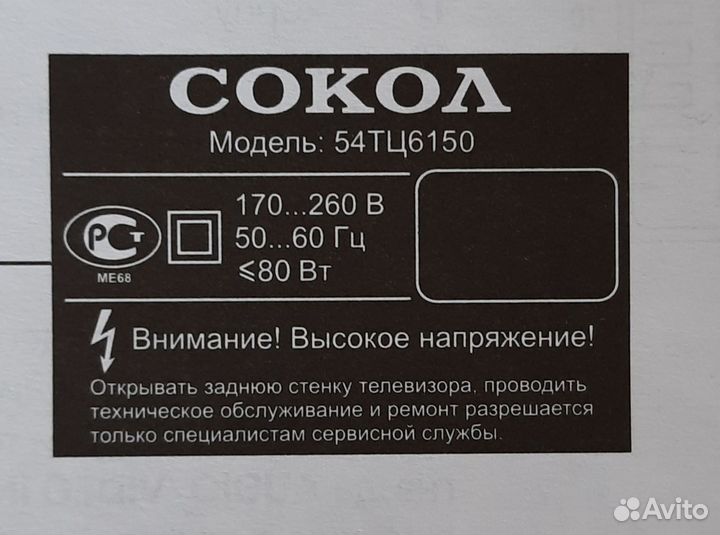 СОКОЛ
Модель: 54ТЦ6150
РСТ
МЕ68
170...260 В
50...60 Гц
⩽80 Вт
Внимание! Высокое напряжение!
Открывать заднюю стенку телевизора, проводить
техническое обслуживание и ремонт разрешается
только специалистам сервисной службы.
Avito